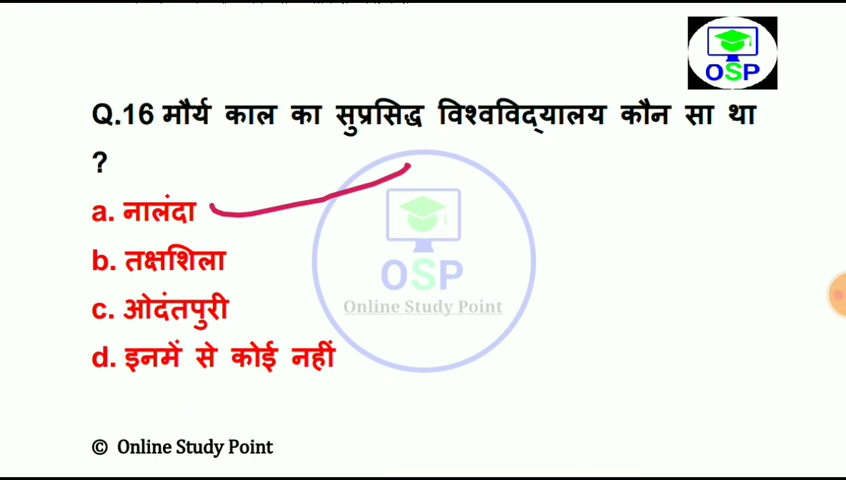 OSP
Q.16 मौर्य काल का सुप्रसिद्ध विश्वविद्यालय कौन सा था
?
a. नालंदा
b. तक्षशिला
OSP
c. ओदंतपुरी
Online Study Point
d. इनमें से कोई नहीं
© Online Study Point